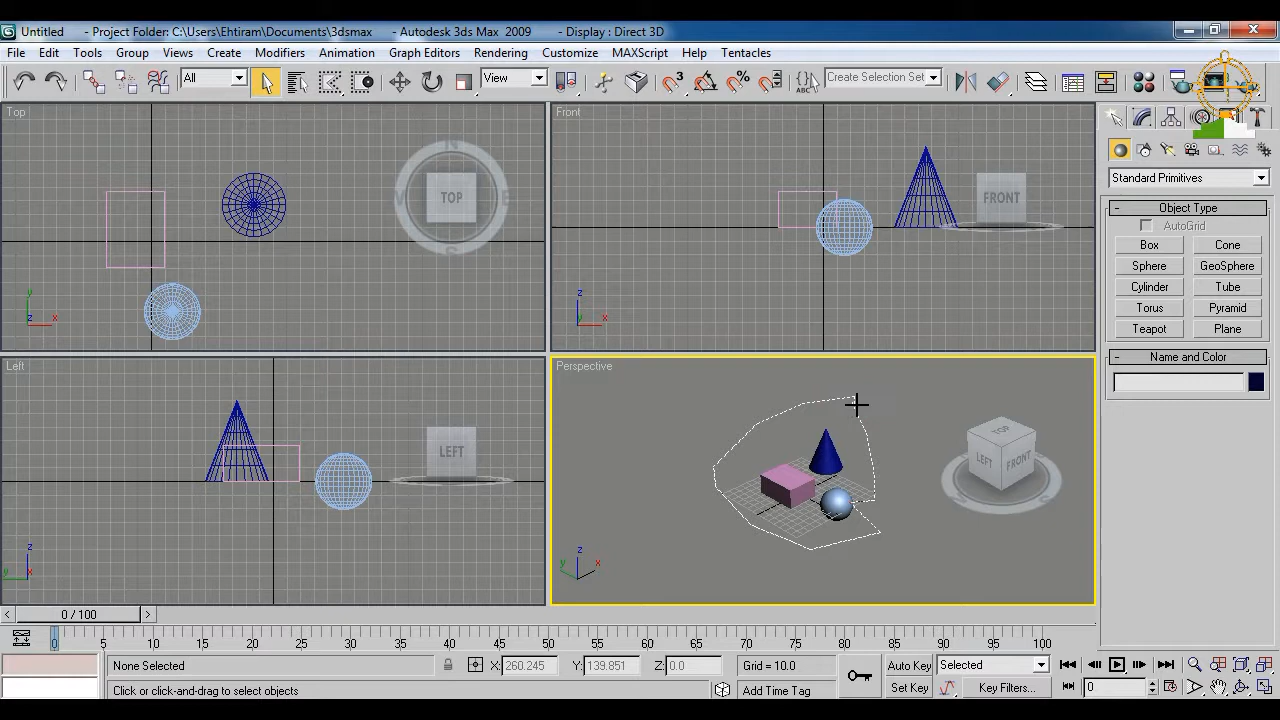 Untitled - Project Folder: C:\Users\Ehtiram\Documents\3dsmax - Autodesk 3ds Max 2009 - Display : Direct 3D
File Edit Tools Group Views Create Modifiers Animation Graph Editors Rendering Customize MAXScript Help Tentacles
All View 3 % ABC Create Selection Set
Top Front
N TOP E FRONT
y z x z x
Standard Primitives
- Object Type
AutoGrid
Box Cone
Sphere GeoSphere
Cylinder Tube
Torus Pyramid
Teapot Plane
- Name and Color
Left Perspective
LEFT TOP LEFT FRONT
z y x z y x
< 0 / 100 >
0 5 10 15 20 25 30 35 40 45 50 55 60 65 70 75 80 85 90 95 100
None Selected X: 260.245 Y: 139.851 Z: 0.0 Grid = 10.0 Auto Key Selected
Click or click-and-drag to select objects Add Time Tag Set Key Key Filters... 0